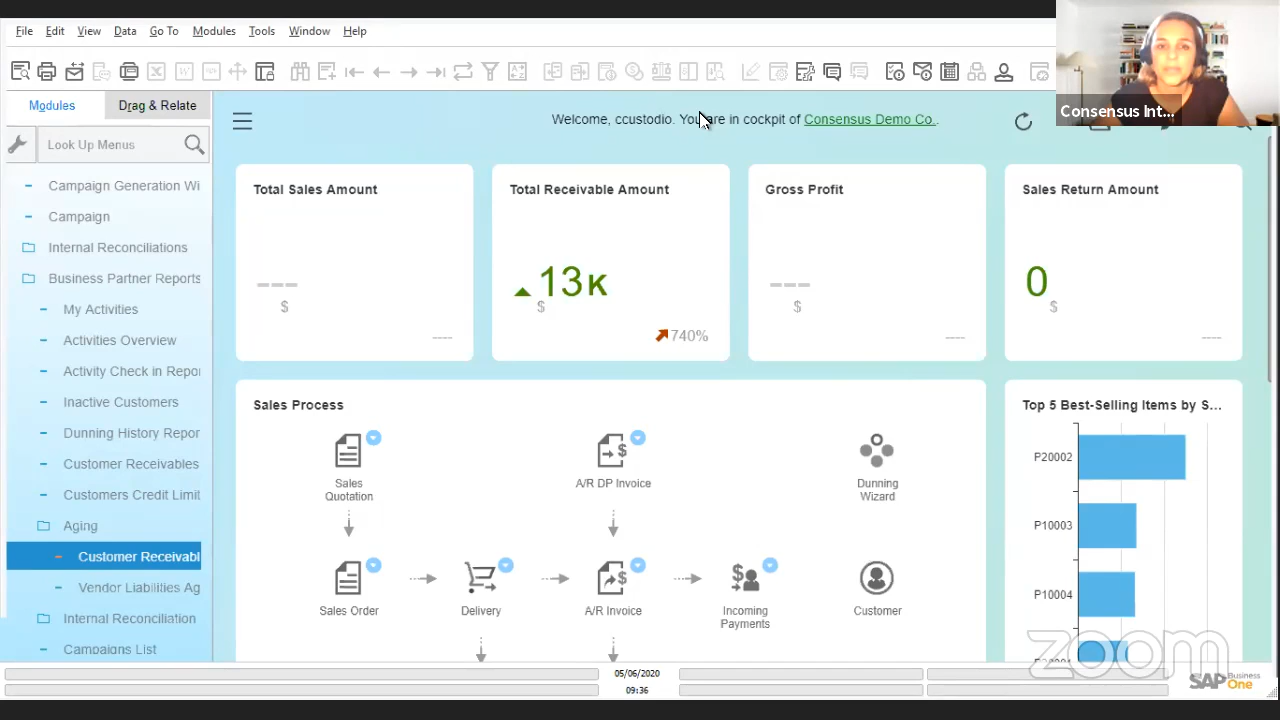 File Edit View Data Go To Modules Tools Window Help
Consensus Int...
Modules Drag & Relate
Look Up Menus
Welcome, ccustodio. You are in cockpit of Consensus Demo Co..
Campaign Generation Wi
Campaign
Internal Reconciliations
Business Partner Reports
My Activities
Activities Overview
Activity Check in Repo
Inactive Customers
Dunning History Repor
Customer Receivables
Customers Credit Limit
Aging
Customer Receivabl
Vendor Liabilities Ag
Internal Reconciliation
Campaigns List
Total Sales Amount
$
----
Total Receivable Amount
13K
$
740%
Gross Profit
$
----
Sales Return Amount
0
$
----
Sales Process
Sales
Quotation
A/R DP Invoice
Dunning
Wizard
Sales Order
Delivery
A/R Invoice
Incoming
Payments
Customer
Top 5 Best-Selling Items by S...
P20002
P10003
P10004
zoom
05/06/2020
09:36
SAP Business One